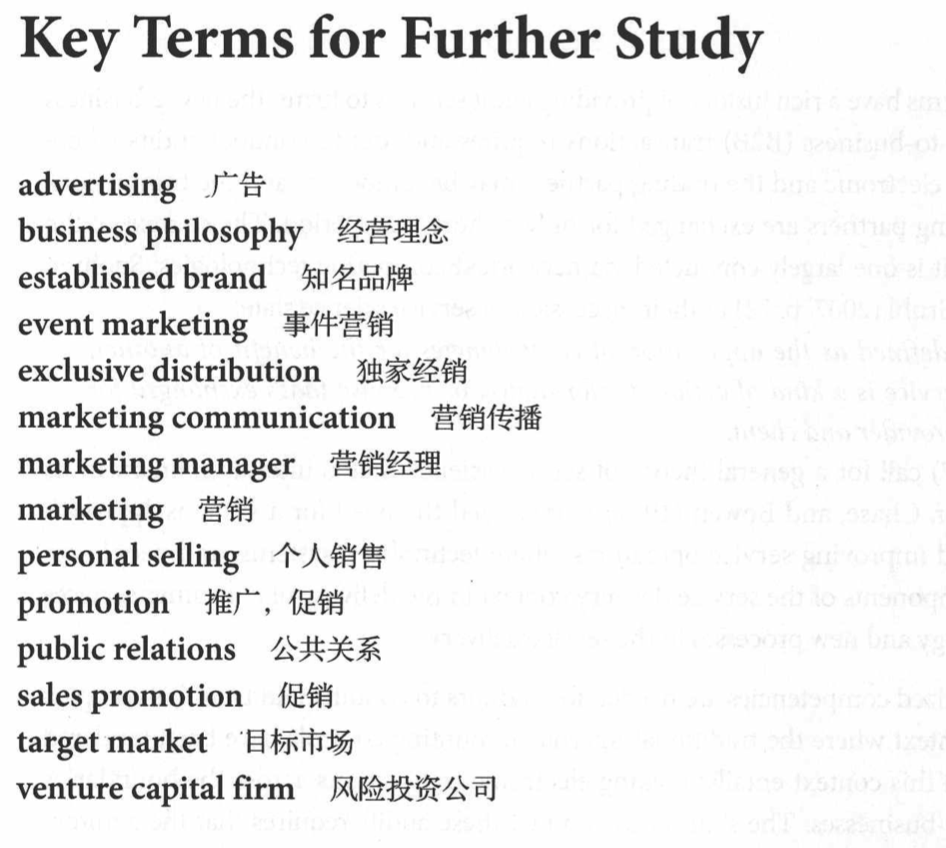 Key Terms for Further Study
advertising 广告
business philosophy 经营理念
established brand 知名品牌
event marketing 事件营销
exclusive distribution 独家经销
marketing communication 营销传播
marketing manager 营销经理
marketing 营销
personal selling 个人销售
promotion 推广, 促销
public relations 公共关系
sales promotion 促销
target market 目标市场
venture capital firm 风险投资公司